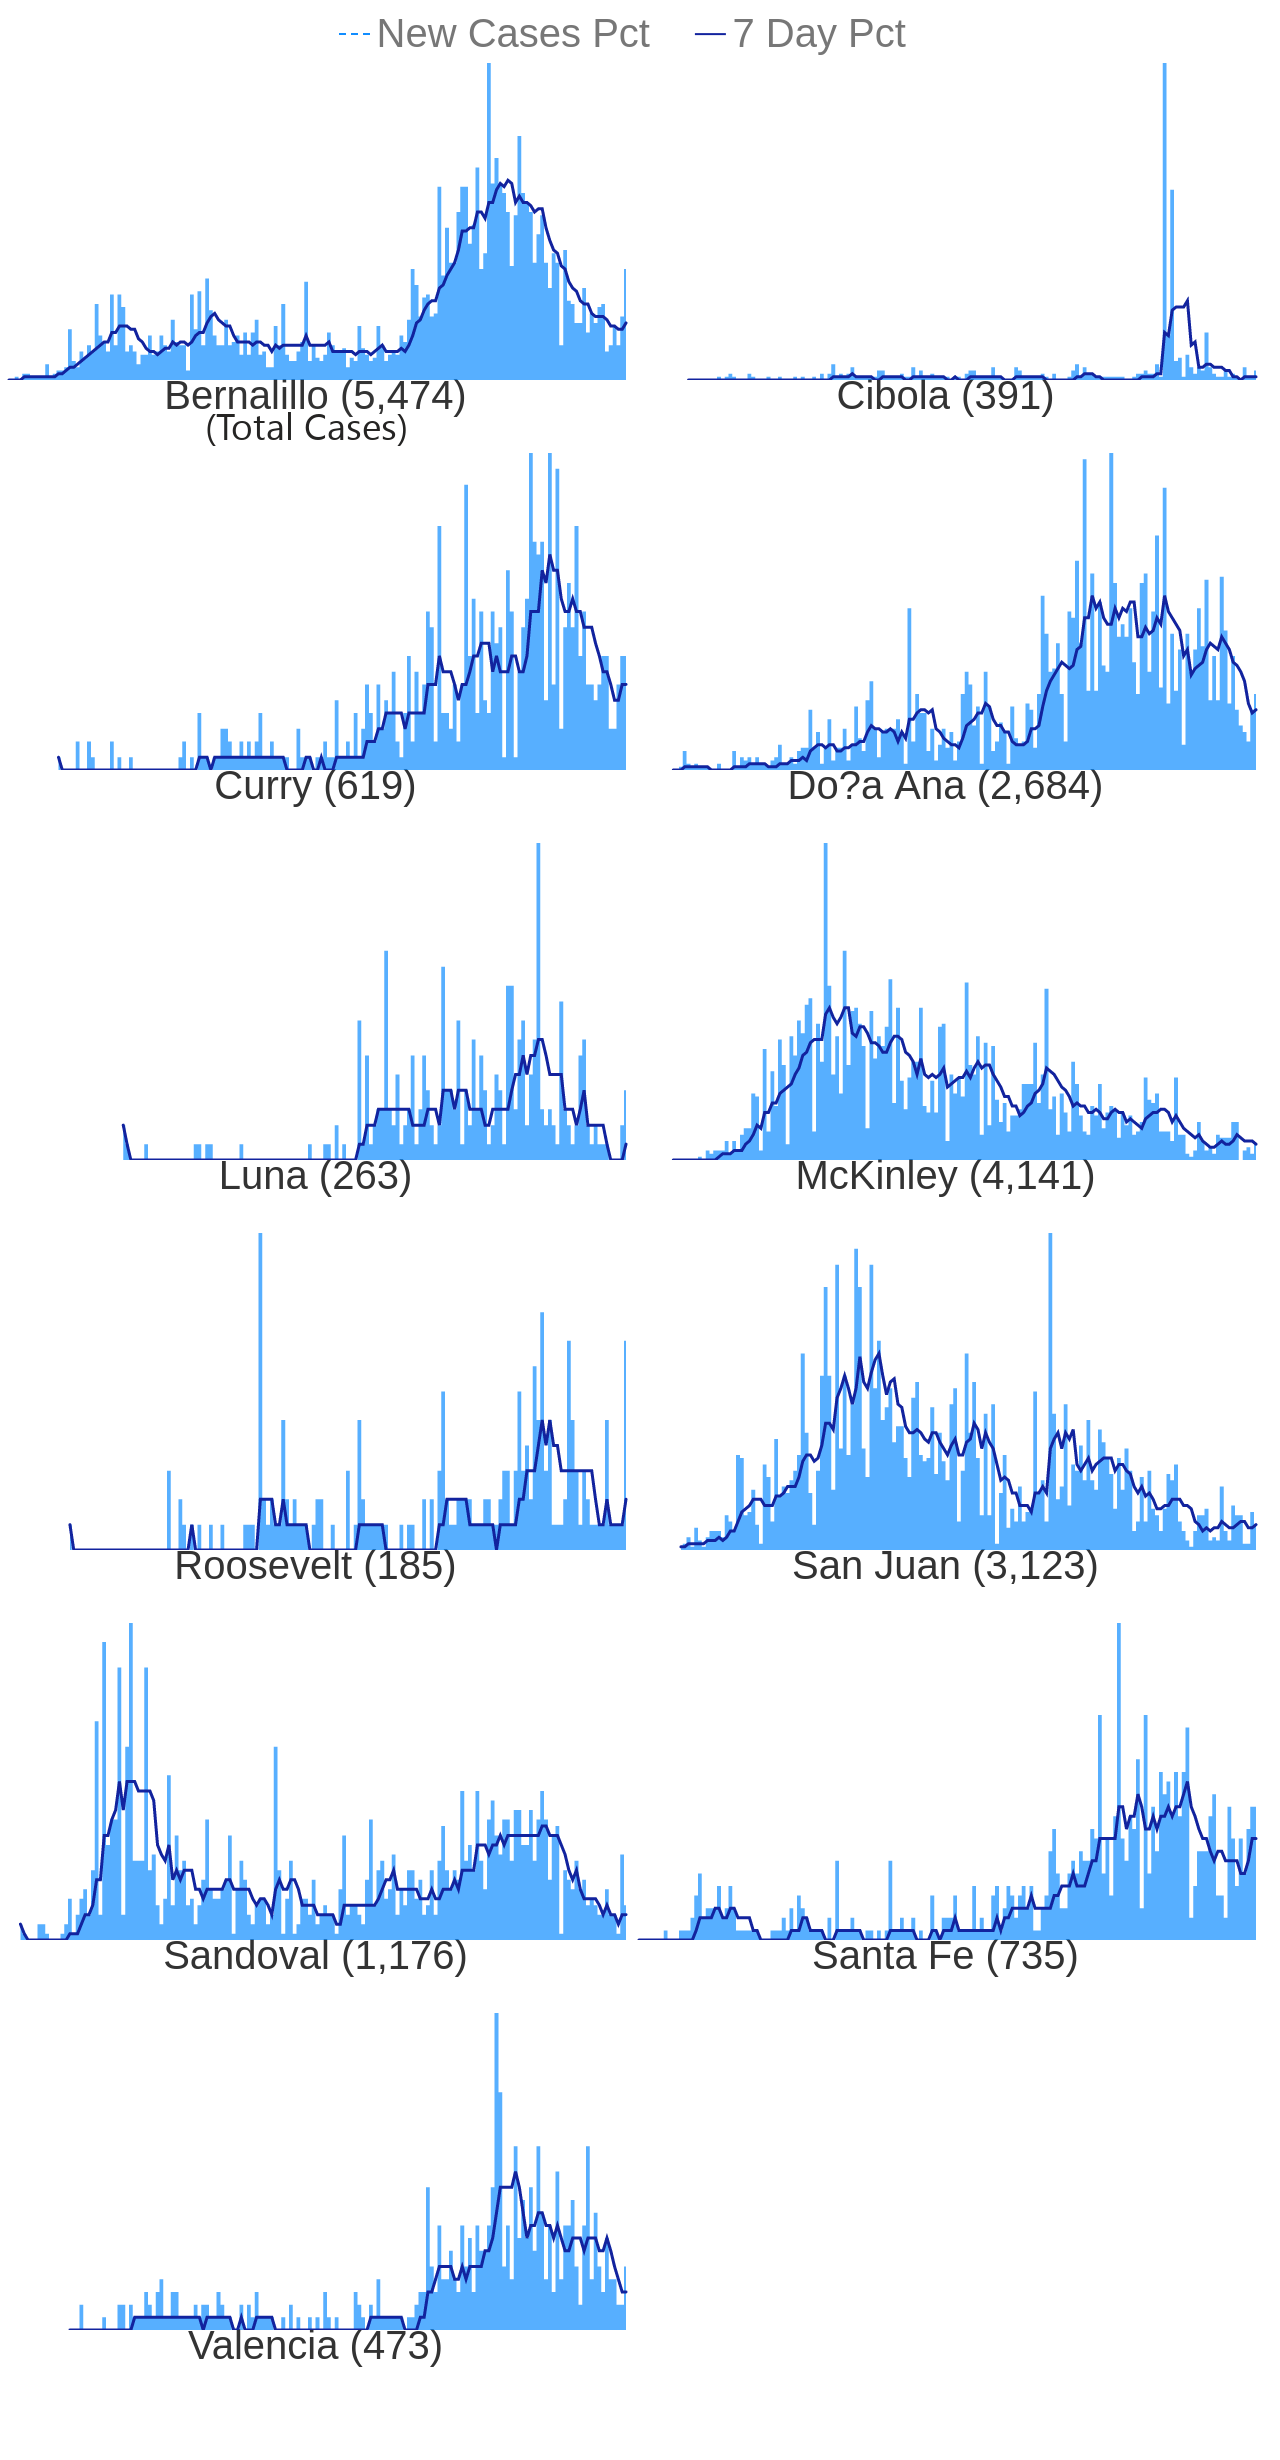 New Cases Pct 7 Day Pct
Bernalillo (5,474) Cibola (391)
(Total Cases)
Curry (619) Do?a Ana (2,684)
Luna (263) McKinley (4,141)
Roosevelt (185) San Juan (3,123)
Sandoval (1,176) Santa Fe (735)
Valencia (473)